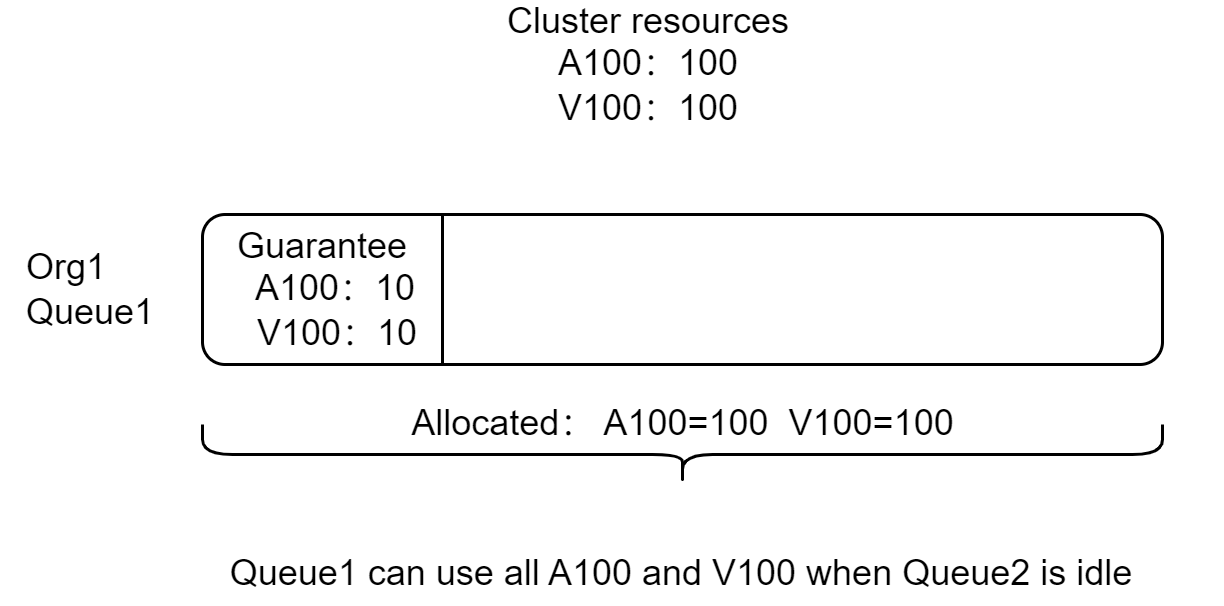 Cluster resources
A100： 100
V100： 100
Org1
Queue1
Guarantee
A100： 10
V100： 10
Allocated： A100=100 V100=100
Queue1 can use all A100 and V100 when Queue2 is idle